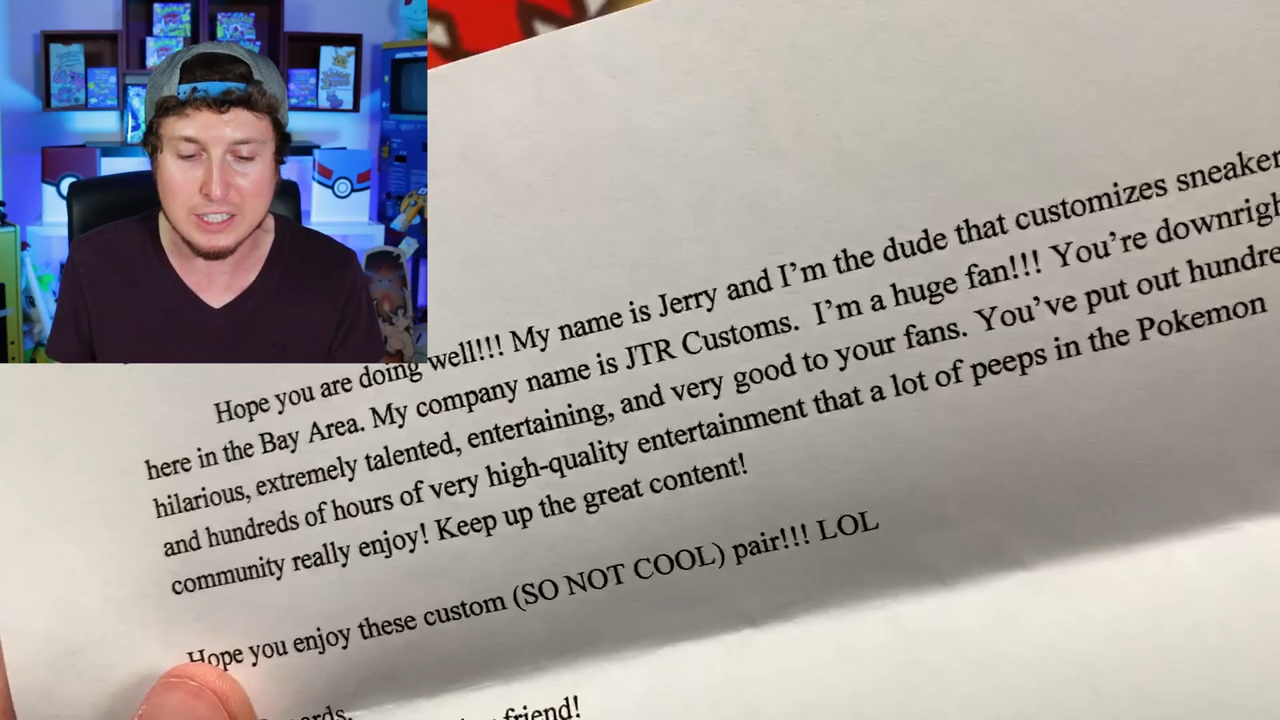 Hope you are doing well!!! My name is Jerry and I'm the dude that customizes sneaker
here in the Bay Area. My company name is JTR Customs. I'm a huge fan!!! You're downrigh
hilarious, extremely talented, entertaining, and very good to your fans. You've put out hundre
and hundreds of hours of very high-quality entertainment that a lot of peeps in the Pokemon
community really enjoy! Keep up the great content!
Hope you enjoy these custom (SO NOT COOL) pair!!! LOL
friend!